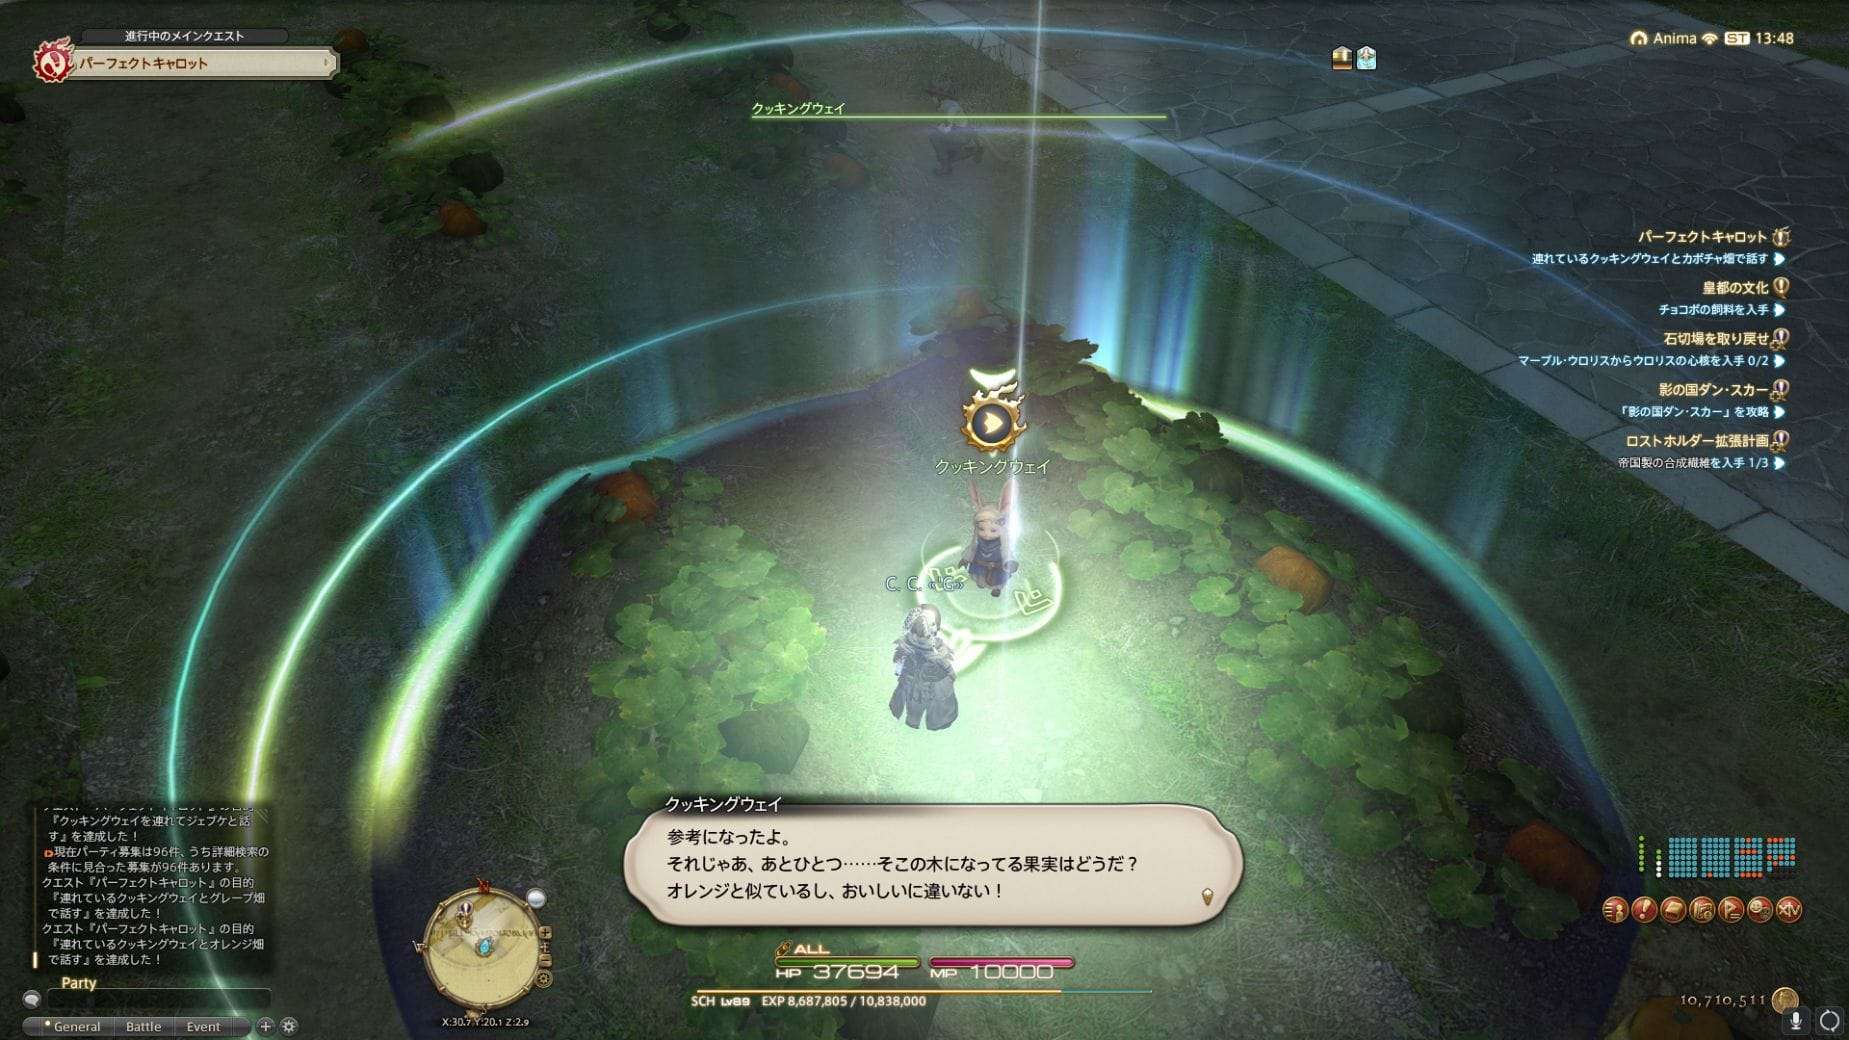 進行中のメインクエスト
パーフェクトキャロット
Anima ST 13:48
クッキングウェイ
パーフェクトキャロット
連れているクッキングウェイとカボチャ畑で話す
皇都の文化
チョコボの飼料を入手
石切場を取り戻せ
マーブル・ウロリスからウロリスの心核を入手 0/2
影の国ダン・スカー
「影の国ダン・スカー」を攻略
ロストホルダー拡張計画
帝国製の合成繊維を入手 1/3
クッキングウェイ
C. C. «'G»
クッキングウェイ
参考になったよ。
それじゃあ、あとひとつ……そこの木になってる果実はどうだ？
オレンジと似ているし、おいしいに違いない！
『クッキングウェイを連れてジェブケと話
す』を達成した！
現在パーティ募集は96件、うち詳細検索の
条件に見合った募集が96件あります。
クエスト『パーフェクトキャロット』の目的
『連れているクッキングウェイとグレープ畑
で話す』を達成した！
クエスト『パーフェクトキャロット』の目的
『連れているクッキングウェイとオレンジ畑
で話す』を達成した！
Party
General Battle Event
X:30.7 Y:20.1 Z:2.9
ALL
HP 37694 MP 10000
SCH Lv89 EXP 8,687,805 / 10,838,000
10,710,511